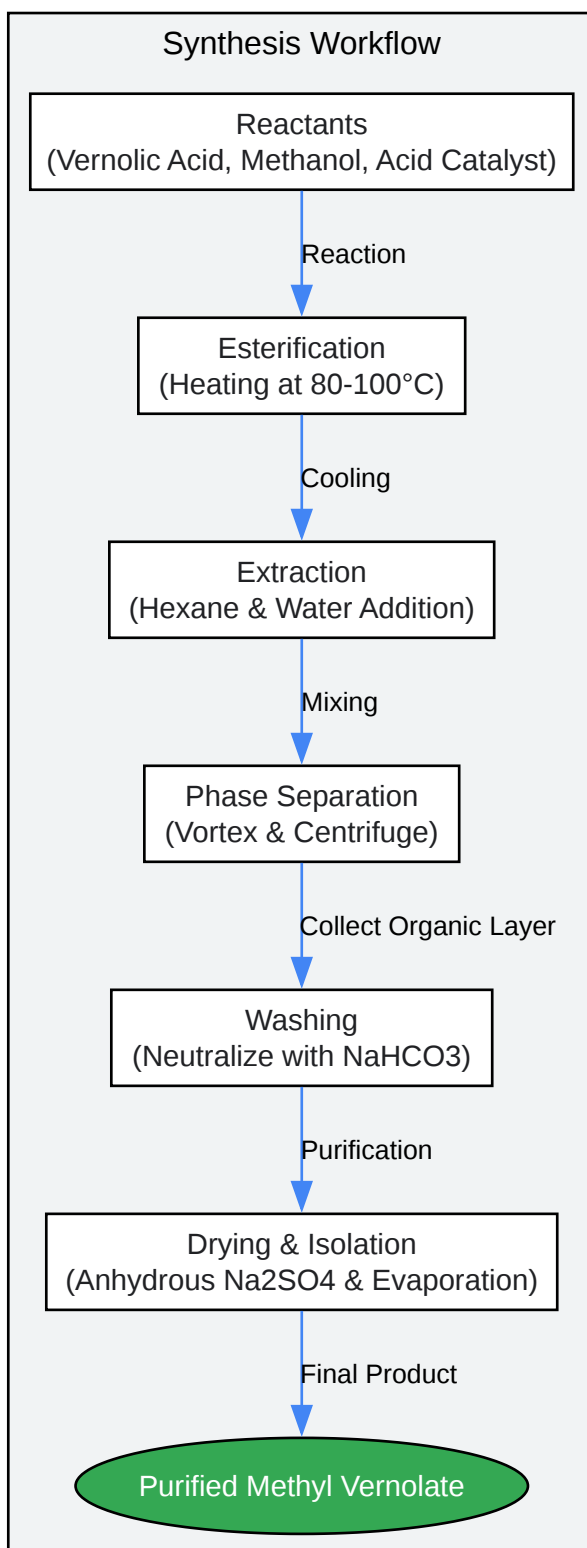 Synthesis Workflow
Reactants
(Vernolic Acid, Methanol, Acid Catalyst)
Reaction
Esterification
(Heating at 80-100°C)
Cooling
Extraction
(Hexane & Water Addition)
Mixing
Phase Separation
(Vortex & Centrifuge)
Collect Organic Layer
Washing
(Neutralize with NaHCO3)
Purification
Drying & Isolation
(Anhydrous Na2SO4 & Evaporation)
Final Product
Purified Methyl Vernolate